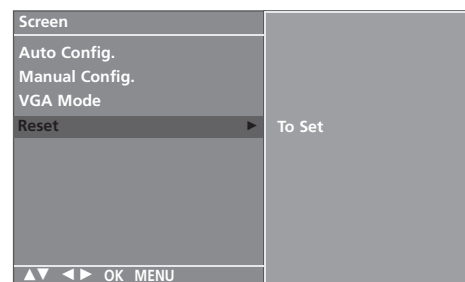 Screen
Auto Config.
Manual Config.
VGA Mode
Reset ► To Set
▲▼ ◄► OK MENU